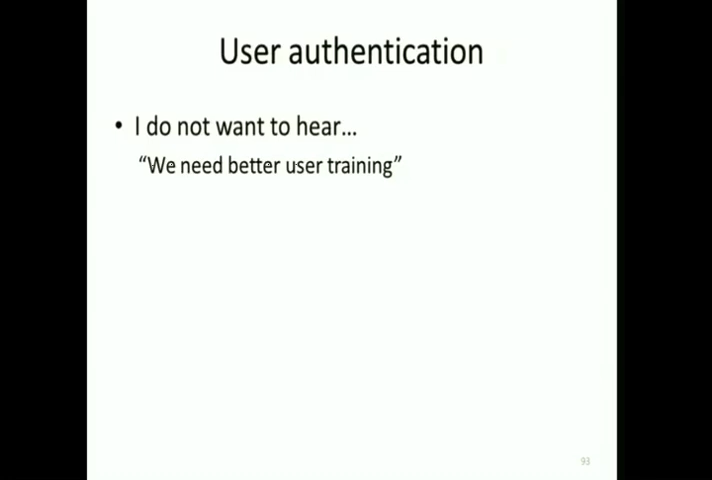 User authentication
• I do not want to hear...
"We need better user training"
93